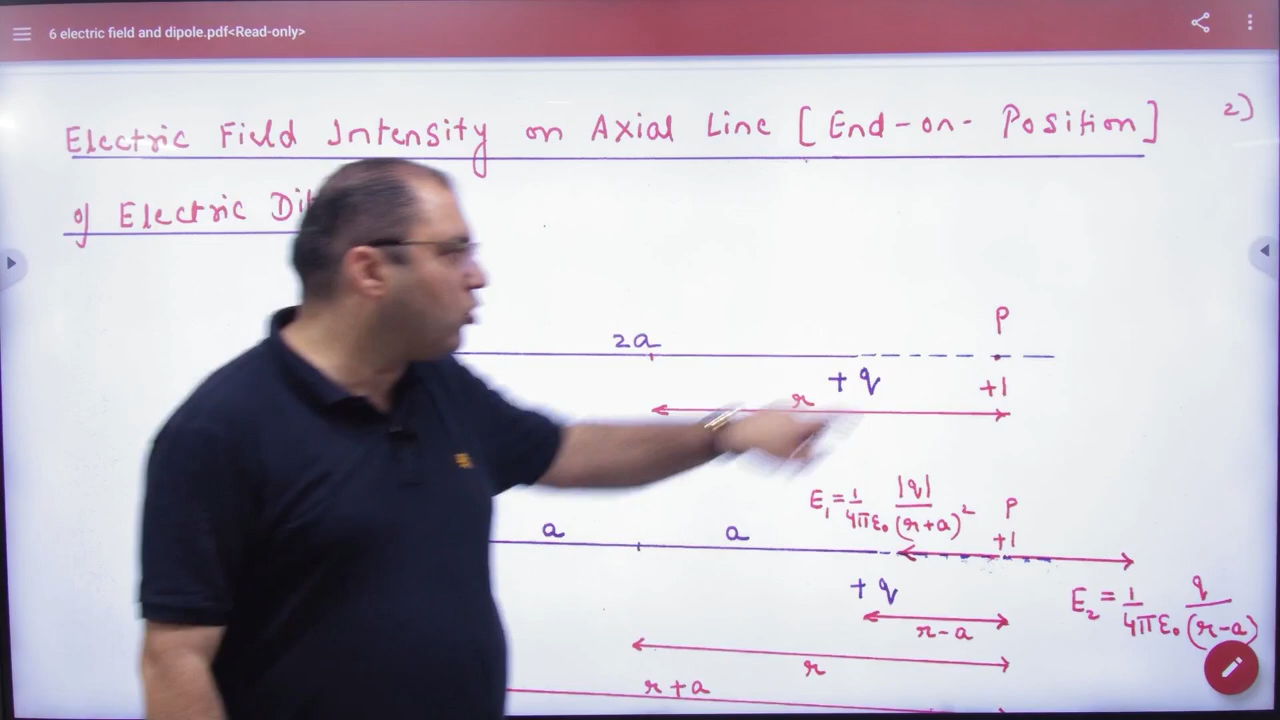 6 electric field and dipole.pdf<Read-only>
Electric Field Intensity on Axial Line [End-on-Position] 2)
of Electric Di
P
2a
+q +1
r
E₁ = 1/4πε₀ |q|/(r+a)² P
+1
a a
+q
E₂ = 1/4πε₀ q/(r-a)
r-a
r
r+a